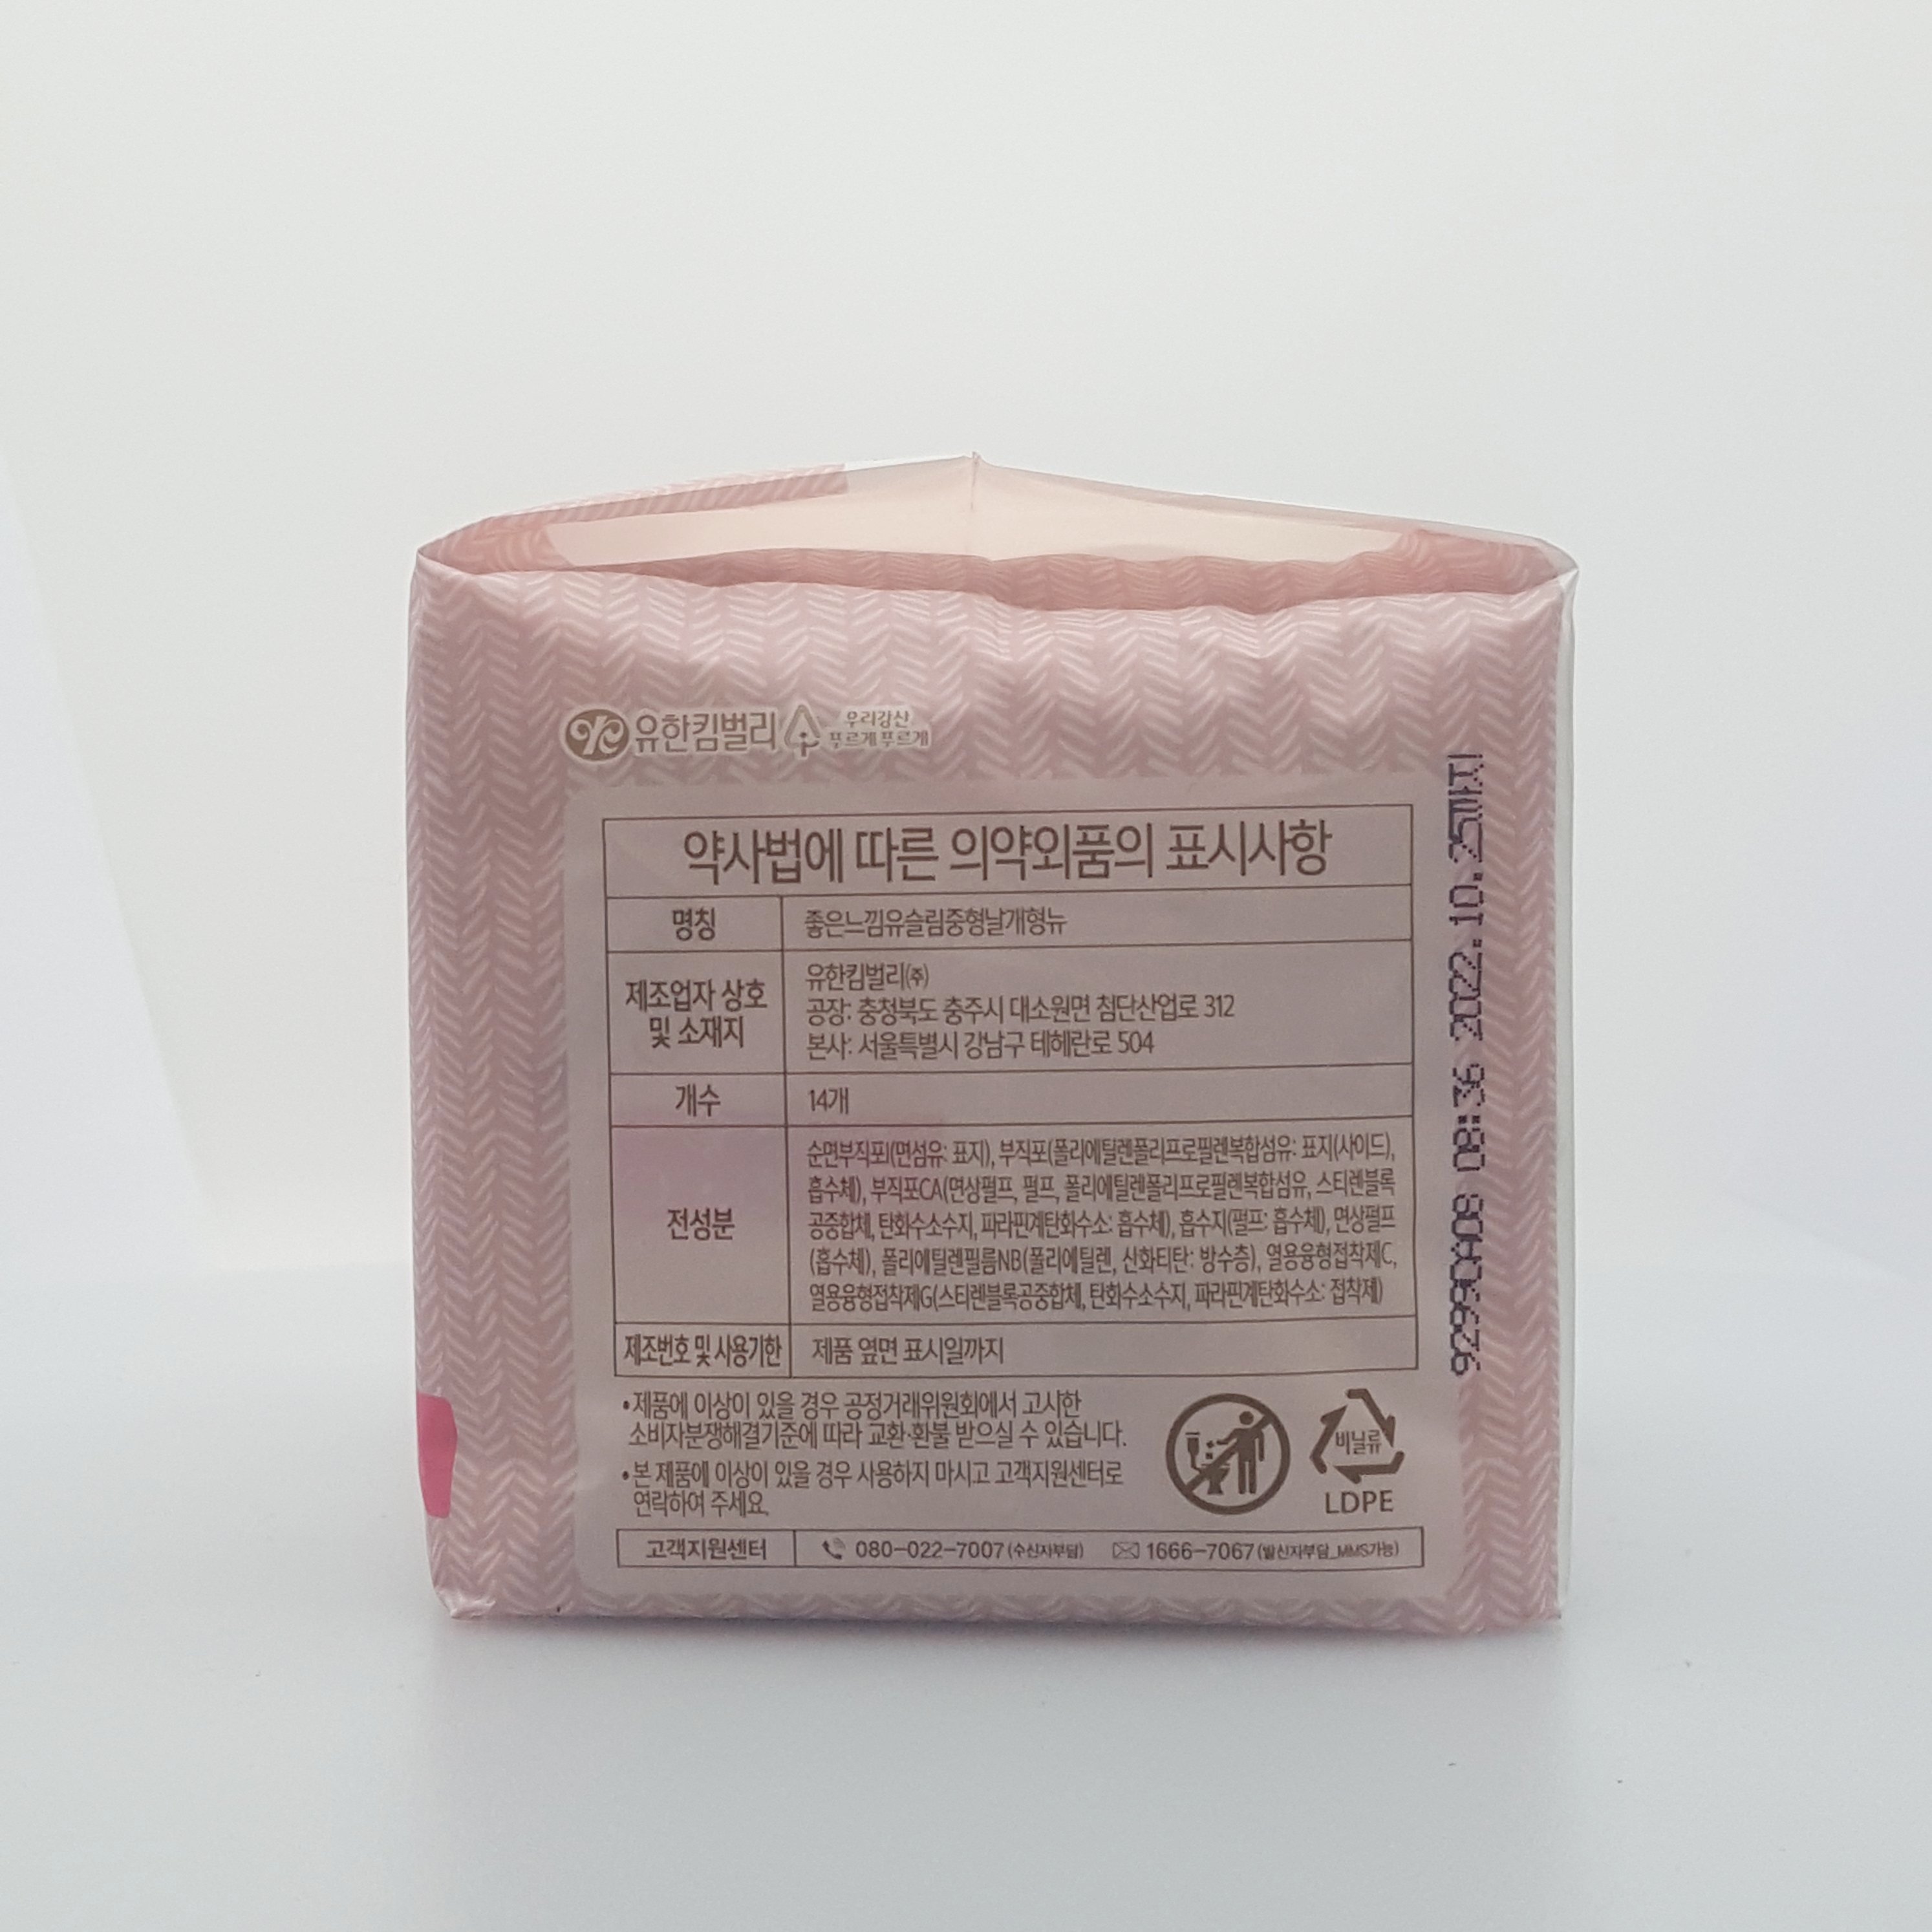 유한킴벌리
우리강산
푸르게 푸르게
약사법에 따른 의약외품의 표시사항
명칭
좋은느낌유슬림중형날개형뉴
제조업자 상호
및 소재지
유한킴벌리㈜
공장: 충청북도 충주시 대소원면 첨단산업로 312
본사: 서울특별시 강남구 테헤란로 504
개수
14개
전성분
순면부직포(면섬유: 표지), 부직포(폴리에틸렌폴리프로필렌복합섬유: 표지(사이드),
흡수체), 부직포CA(면상펄프, 펄프, 폴리에틸렌폴리프로필렌복합섬유, 스티렌블록
공중합체, 탄화수소수지, 파라핀계탄화수소: 흡수체), 흡수지(펄프: 흡수체), 면상펄프
(흡수체), 폴리에틸렌필름NB(폴리에틸렌, 산화티탄: 방수층), 열용융형접착제C,
열용융형접착제G(스티렌블록공중합체, 탄화수소수지, 파라핀계탄화수소: 접착제)
제조번호 및 사용기한
제품 옆면 표시일까지
•제품에 이상이 있을 경우 공정거래위원회에서 고시한
소비자분쟁해결기준에 따라 교환·환불 받으실 수 있습니다.
•본 제품에 이상이 있을 경우 사용하지 마시고 고객지원센터로
연락하여 주세요.
비닐류
LDPE
고객지원센터
080-022-7007(수신자부담)
1666-7067(발신자부담_MMS가능)
9299CA08 08:36 2022.10.25까지